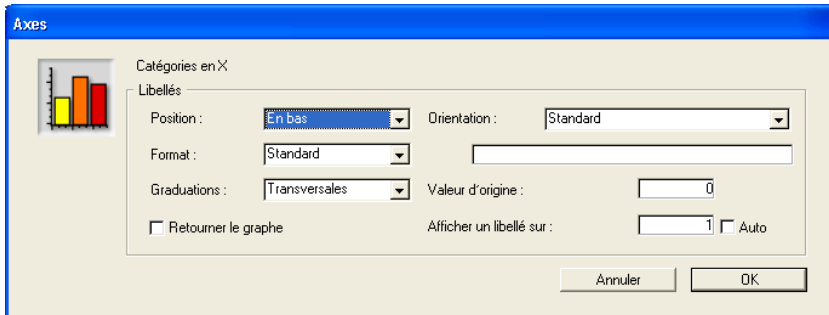 Axes
Catégories en X
Libellés
Position : En bas Orientation : Standard
Format : Standard
Graduations : Transversales Valeur d'origine : 0
Retourner le graphe Afficher un libellé sur : 1 Auto
Annuler OK